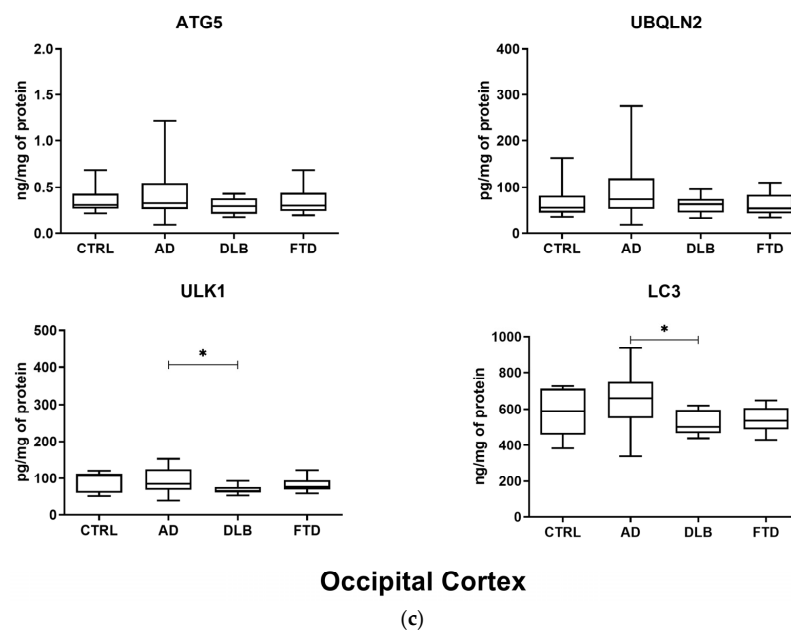 ATG5
ng/mg of protein
2.0
1.5
1.0
0.5
0.0
CTRL AD DLB FTD
UBQLN2
pg/mg of protein
400
300
200
100
0
CTRL AD DLB FTD
ULK1
pg/mg of protein
500
400
300
200
100
0
*
CTRL AD DLB FTD
LC3
ng/mg of protein
1000
800
600
400
200
0
*
CTRL AD DLB FTD
Occipital Cortex
(c)